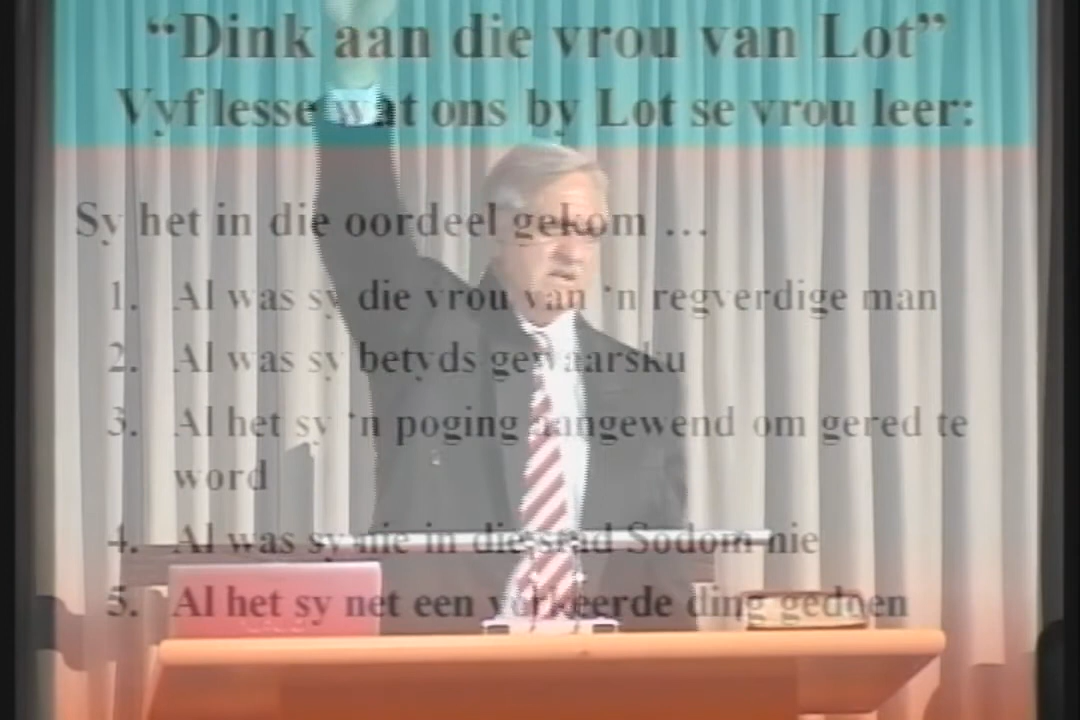 “Dink aan die vrou van Lot”
Vyf lesse wat ons by Lot se vrou leer:
Sy het in die oordeel gekom …
1. Al was sy die vrou van ‘n regverdige man
2. Al was sy betyds gewaarsku
3. Al het sy ‘n poging aangewend om gered te
word
4. Al was sy nie in die stad Sodom nie
5. Al het sy net een verkeerde ding gedoen